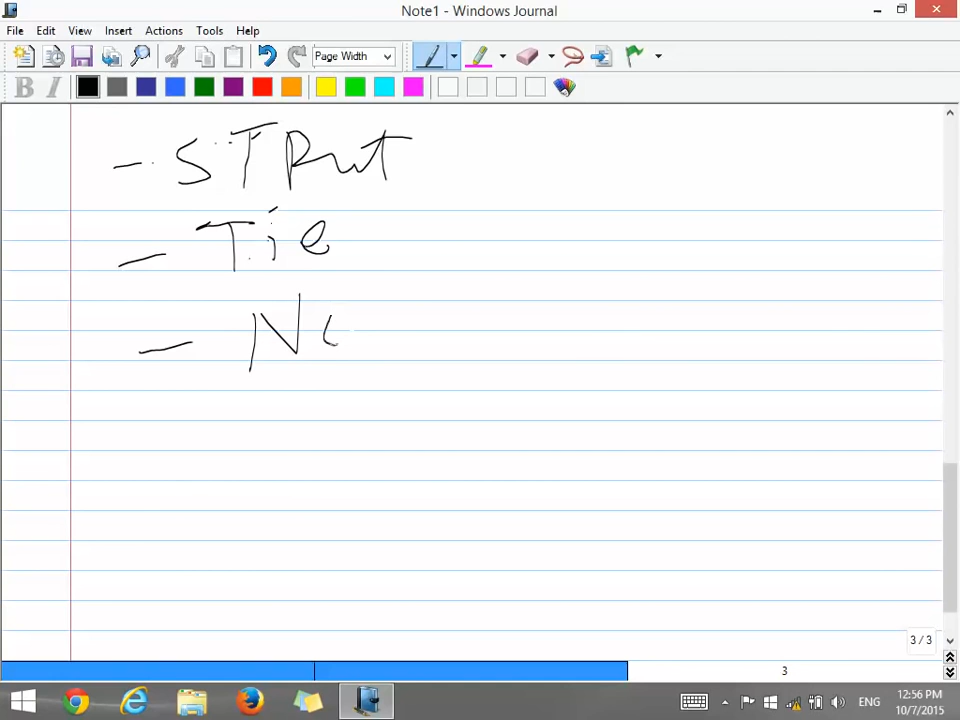 Note1 - Windows Journal
File Edit View Insert Actions Tools Help
Page Width
B I
- STRut
- Tie
- No
3 / 3
3
ENG
12:56 PM
10/7/2015